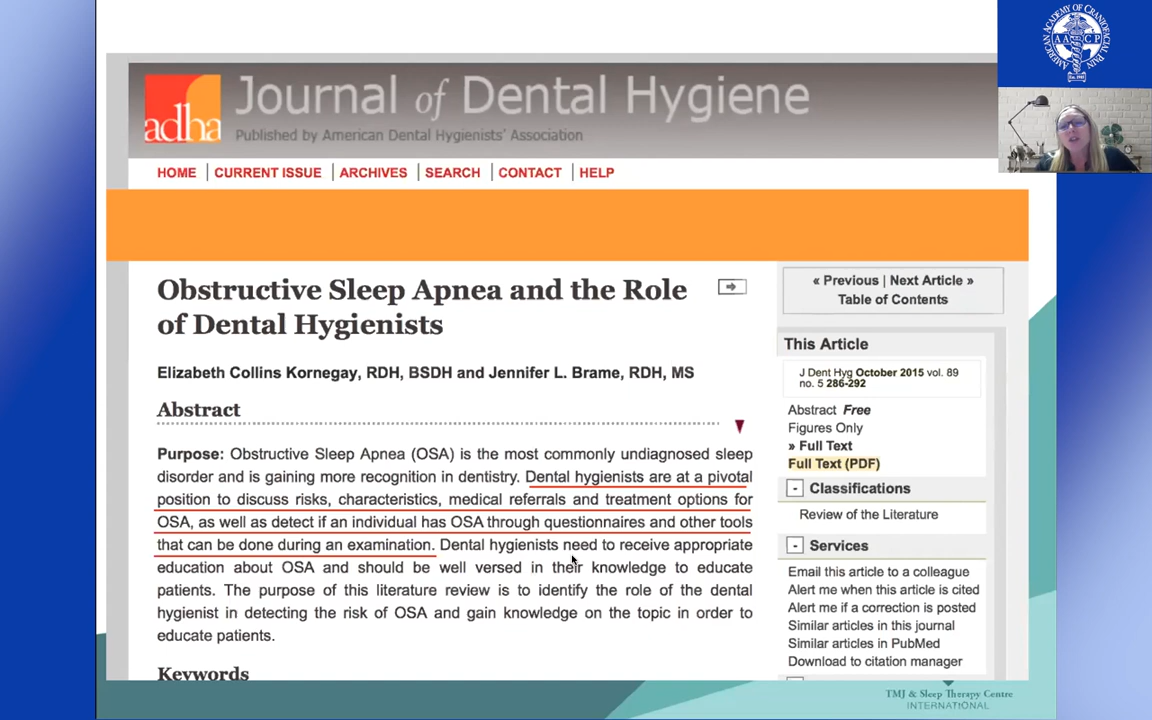 AMERICAN ACADEMY OF CRANIOFACIAL PAIN
AACP
Est. 1985
adha
Journal of Dental Hygiene
Published by American Dental Hygienists' Association
HOME | CURRENT ISSUE | ARCHIVES | SEARCH | CONTACT | HELP
Obstructive Sleep Apnea and the Role
of Dental Hygienists
Elizabeth Collins Kornegay, RDH, BSDH and Jennifer L. Brame, RDH, MS
Abstract
Purpose: Obstructive Sleep Apnea (OSA) is the most commonly undiagnosed sleep
disorder and is gaining more recognition in dentistry. Dental hygienists are at a pivotal
position to discuss risks, characteristics, medical referrals and treatment options for
OSA, as well as detect if an individual has OSA through questionnaires and other tools
that can be done during an examination. Dental hygienists need to receive appropriate
education about OSA and should be well versed in their knowledge to educate
patients. The purpose of this literature review is to identify the role of the dental
hygienist in detecting the risk of OSA and gain knowledge on the topic in order to
educate patients.
Keywords
« Previous | Next Article »
Table of Contents
This Article
J Dent Hyg October 2015 vol. 89
no. 5 286-292
Abstract Free
Figures Only
» Full Text
Full Text (PDF)
- Classifications
Review of the Literature
- Services
Email this article to a colleague
Alert me when this article is cited
Alert me if a correction is posted
Similar articles in this journal
Similar articles in PubMed
Download to citation manager
TMJ & Sleep Therapy Centre
INTERNATIONAL